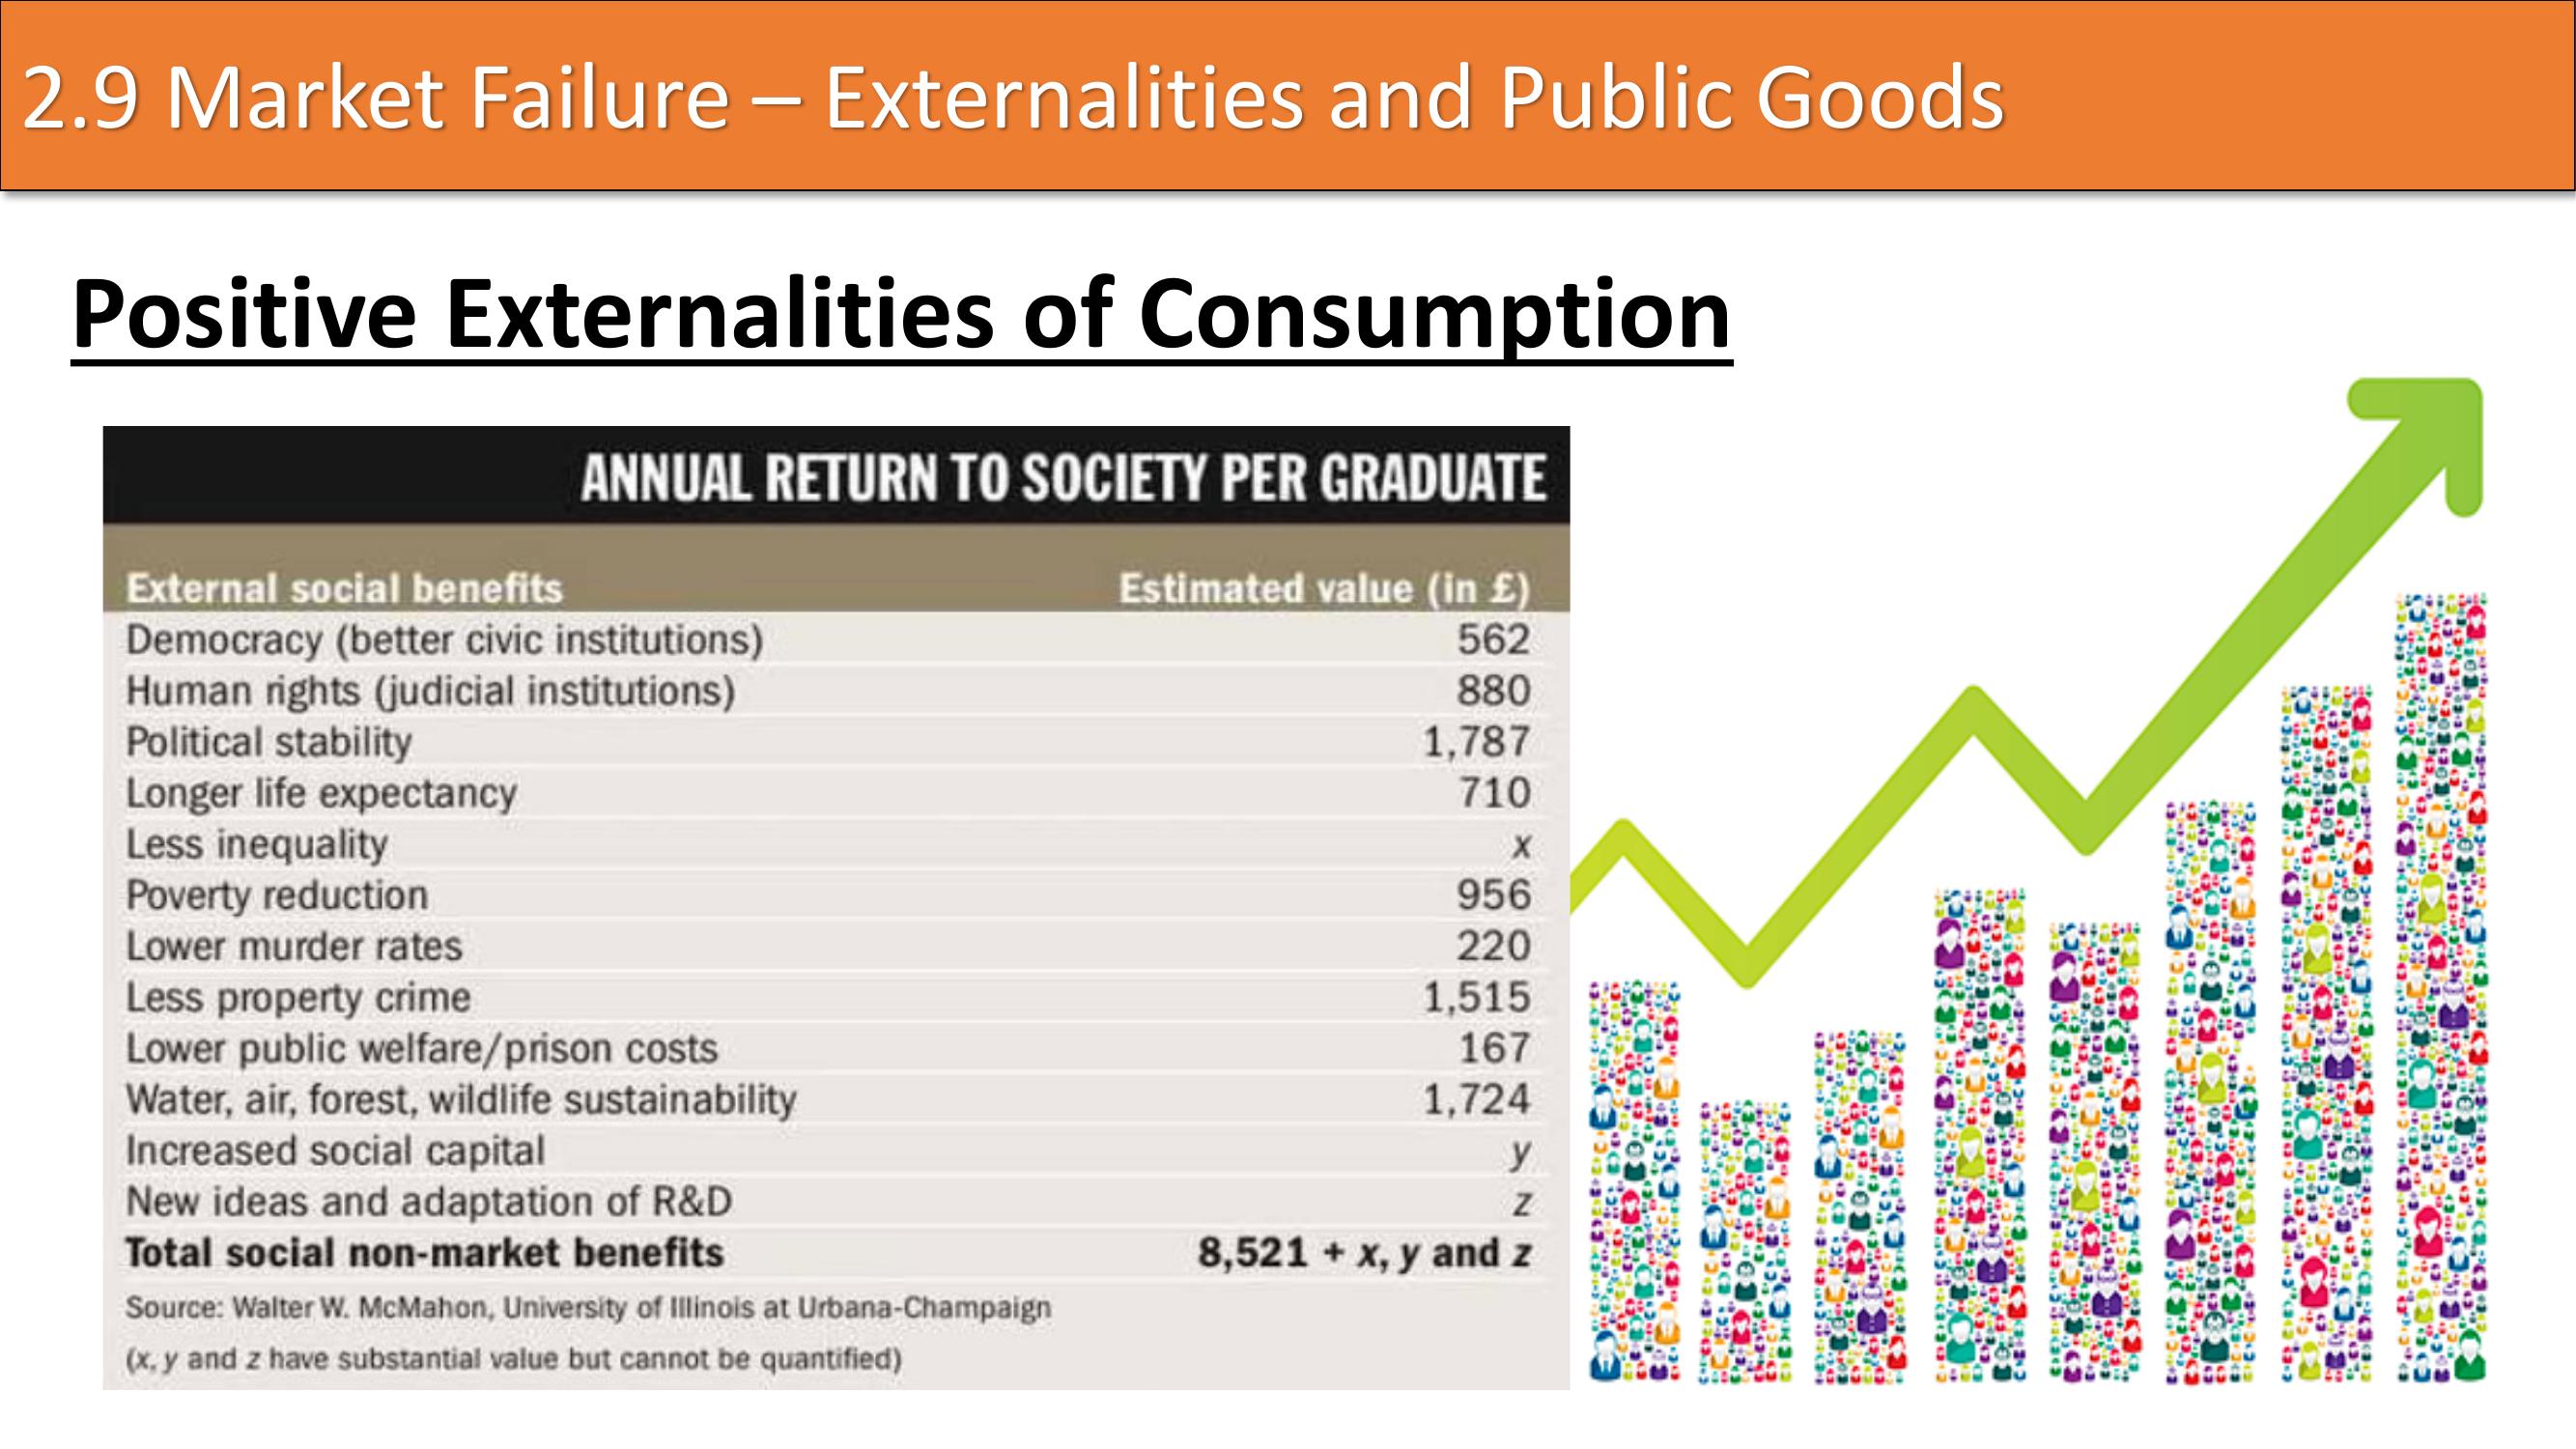 2.9 Market Failure – Externalities and Public Goods
Positive Externalities of Consumption
ANNUAL RETURN TO SOCIETY PER GRADUATE
External social benefits Estimated value (in £)
Democracy (better civic institutions) 562
Human rights (judicial institutions) 880
Political stability 1,787
Longer life expectancy 710
Less inequality x
Poverty reduction 956
Lower murder rates 220
Less property crime 1,515
Lower public welfare/prison costs 167
Water, air, forest, wildlife sustainability 1,724
Increased social capital y
New ideas and adaptation of R&D z
Total social non-market benefits 8,521 + x, y and z
Source: Walter W. McMahon, University of Illinois at Urbana-Champaign
(x, y and z have substantial value but cannot be quantified)